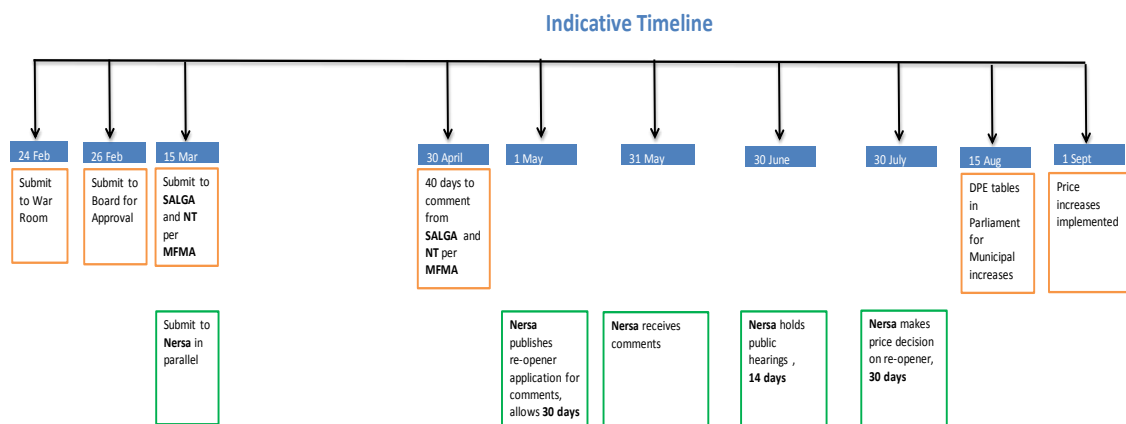 Indicative Timeline
24 Feb
Submit
to War
Room
26 Feb
Submit to
Board for
Approval
15 Mar
Submit to
SALGA
and NT
per
MFMA
30 April
40 days to
comment
from
SALGA and
NT per
MFMA
1 May
31 May
30 June
30 July
15 Aug
DPE tables
in
Parliament
for
Municipal
increases
1 Sept
Price
increases
implemented
Submit to
Nersa in
parallel
Nersa
publishes
re-opener
application for
comments,
allows 30 days
Nersa receives
comments
Nersa holds
public
hearings ,
14 days
Nersa makes
price decision
on re-opener,
30 days